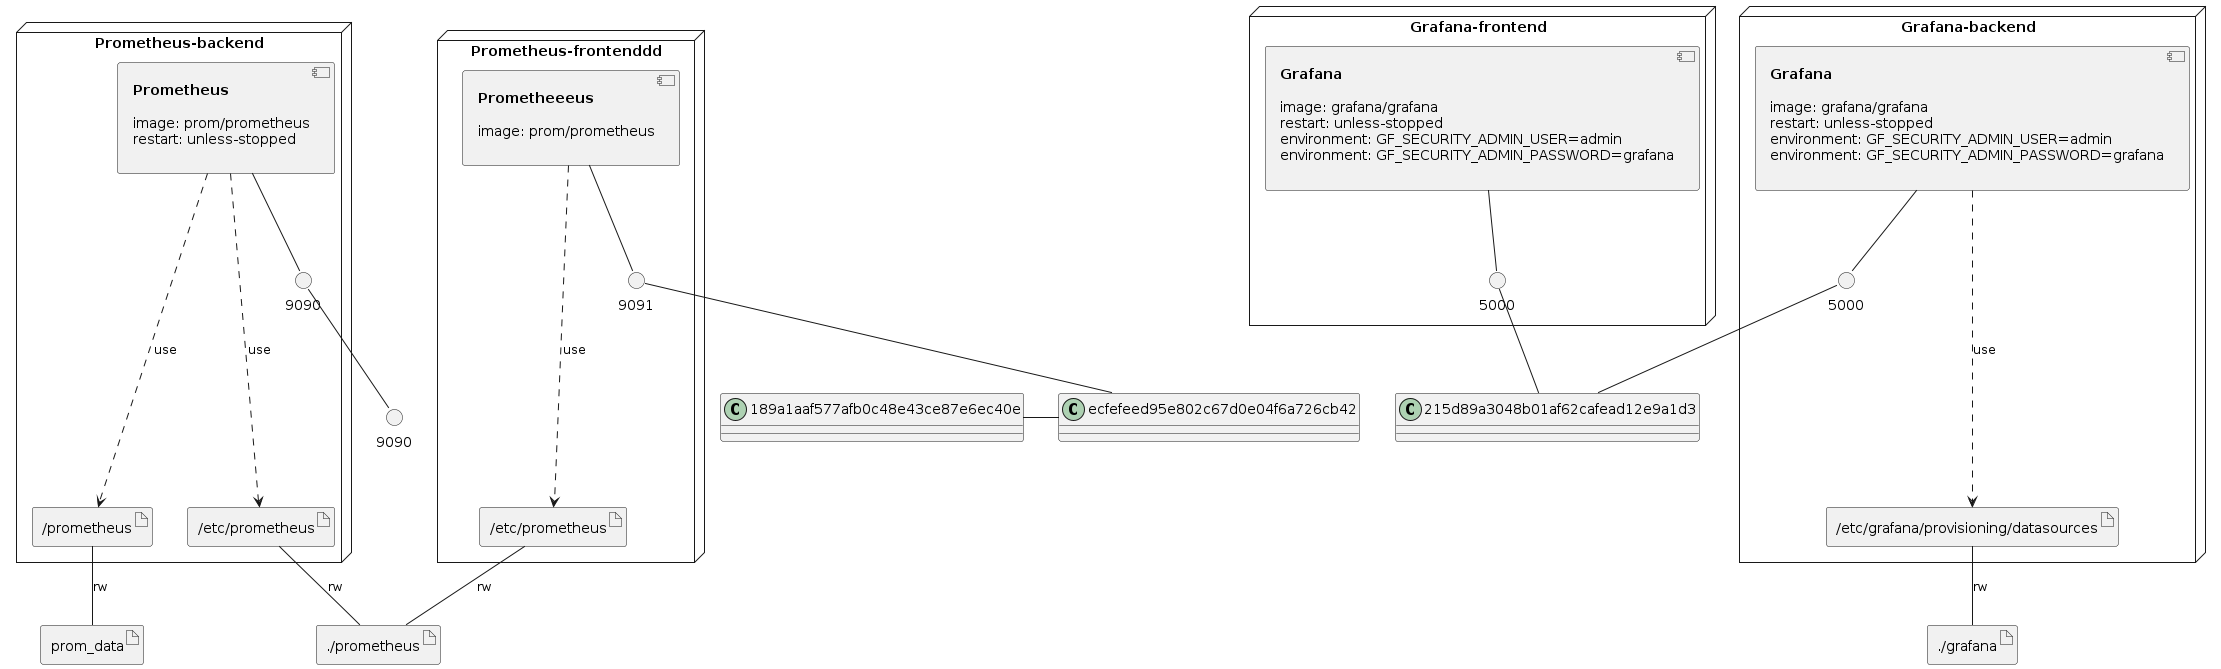 Prometheus-backend
Prometheus
image: prom/prometheus
restart: unless-stopped
9090
use
use
9090
/prometheus
/etc/prometheus
rw
rw
prom_data
./prometheus
Prometheus-frontenddd
Prometheeeus
image: prom/prometheus
9091
use
/etc/prometheus
rw
C 189a1aaf577afb0c48e43ce87e6ec40e
C ecfefeed95e802c67d0e04f6a726cb42
Grafana-frontend
Grafana
image: grafana/grafana
restart: unless-stopped
environment: GF_SECURITY_ADMIN_USER=admin
environment: GF_SECURITY_ADMIN_PASSWORD=grafana
5000
C 215d89a3048b01af62cafead12e9a1d3
Grafana-backend
Grafana
image: grafana/grafana
restart: unless-stopped
environment: GF_SECURITY_ADMIN_USER=admin
environment: GF_SECURITY_ADMIN_PASSWORD=grafana
5000
use
/etc/grafana/provisioning/datasources
rw
./grafana